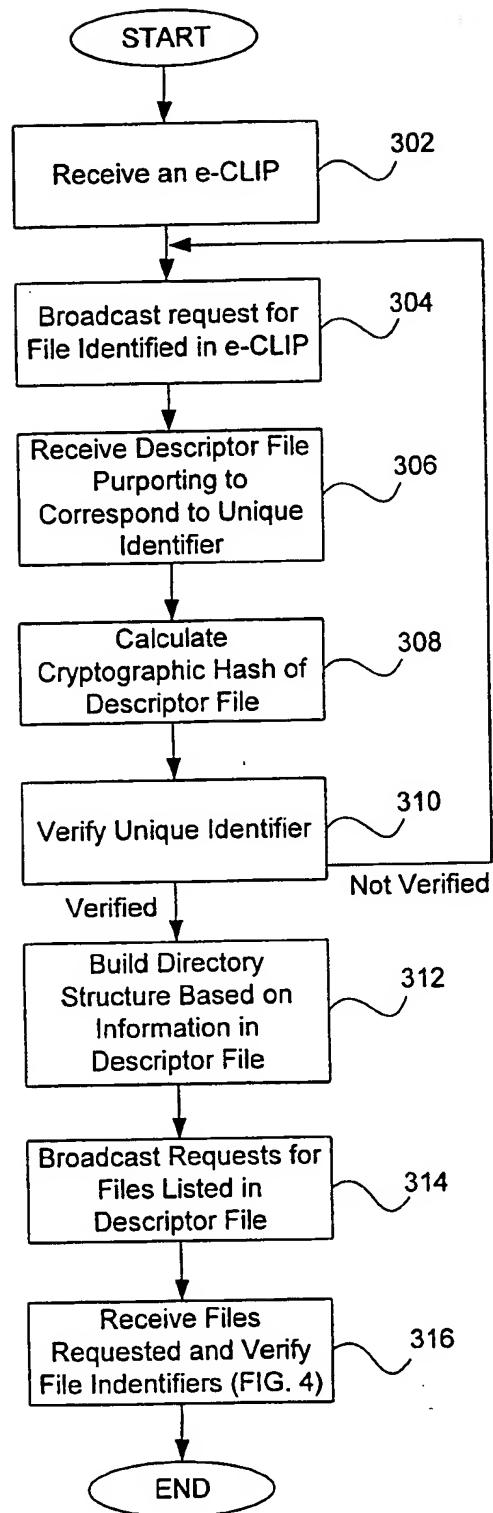 START
Receive an e-CLIP
302
Broadcast request for
File Identified in e-CLIP
304
Receive Descriptor File
Purporting to
Correspond to Unique
Identifier
306
Calculate
Cryptographic Hash of
Descriptor File
308
Verify Unique Identifier
310
Not Verified
Verified
Build Directory
Structure Based on
Information in
Descriptor File
312
Broadcast Requests for
Files Listed in
Descriptor File
314
Receive Files
Requested and Verify
File Indentifiers (FIG. 4)
316
END